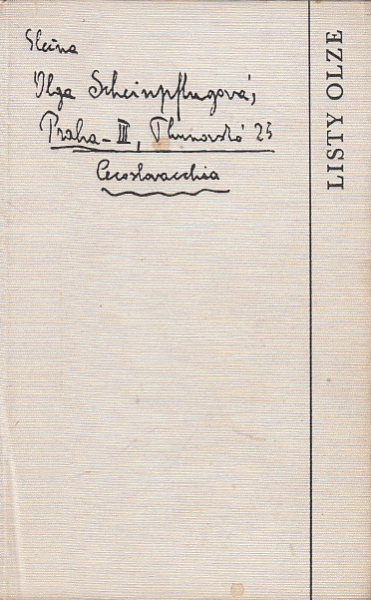 Slečna
Olga Scheinpflugová,
Praha-III, Thunovská 25
Cecoslovacchia
LISTY OLZE